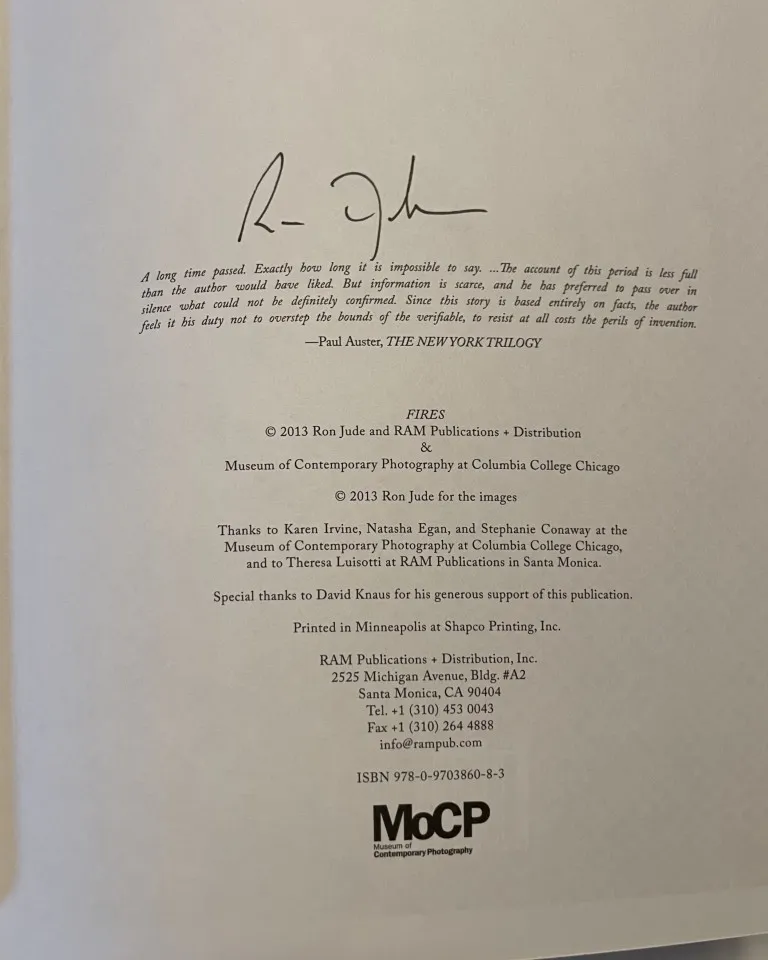 Ron Jude
A long time passed. Exactly how long it is impossible to say. ...The account of this period is less full
than the author would have liked. But information is scarce, and he has preferred to pass over in
silence what could not be definitely confirmed. Since this story is based entirely on facts, the author
feels it his duty not to overstep the bounds of the verifiable, to resist at all costs the perils of invention.
—Paul Auster, THE NEW YORK TRILOGY
FIRES
© 2013 Ron Jude and RAM Publications + Distribution
&
Museum of Contemporary Photography at Columbia College Chicago
© 2013 Ron Jude for the images
Thanks to Karen Irvine, Natasha Egan, and Stephanie Conaway at the
Museum of Contemporary Photography at Columbia College Chicago,
and to Theresa Luisotti at RAM Publications in Santa Monica.
Special thanks to David Knaus for his generous support of this publication.
Printed in Minneapolis at Shapco Printing, Inc.
RAM Publications + Distribution, Inc.
2525 Michigan Avenue, Bldg. #A2
Santa Monica, CA 90404
Tel. +1 (310) 453 0043
Fax +1 (310) 264 4888
info@rampub.com
ISBN 978-0-9703860-8-3
MoCP
Museum of
Contemporary Photography